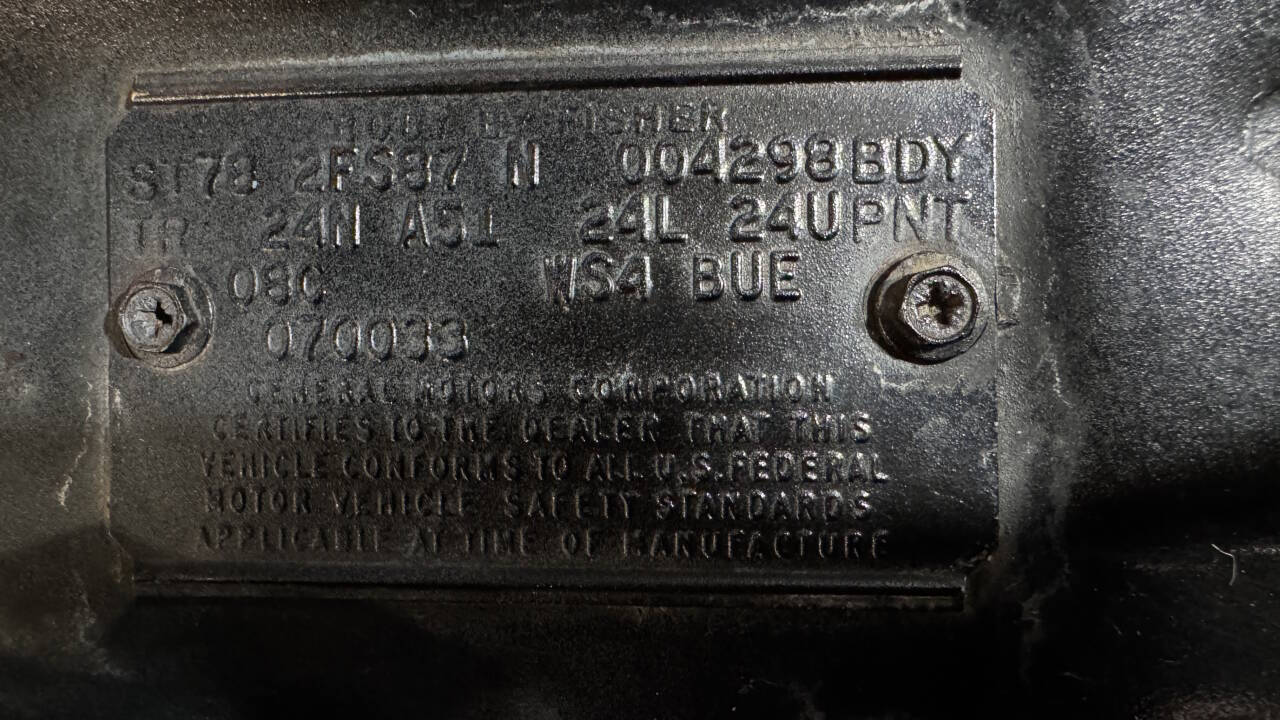 BODY BY FISHER
ST78 2FS87 N 004298 BDY
TR 24N A51 24L 24U PNT
08C WS4 BUE
070033
GENERAL MOTORS CORPORATION
CERTIFIES TO THE DEALER THAT THIS
VEHICLE CONFORMS TO ALL U.S. FEDERAL
MOTOR VEHICLE SAFETY STANDARDS
APPLICABLE AT TIME OF MANUFACTURE